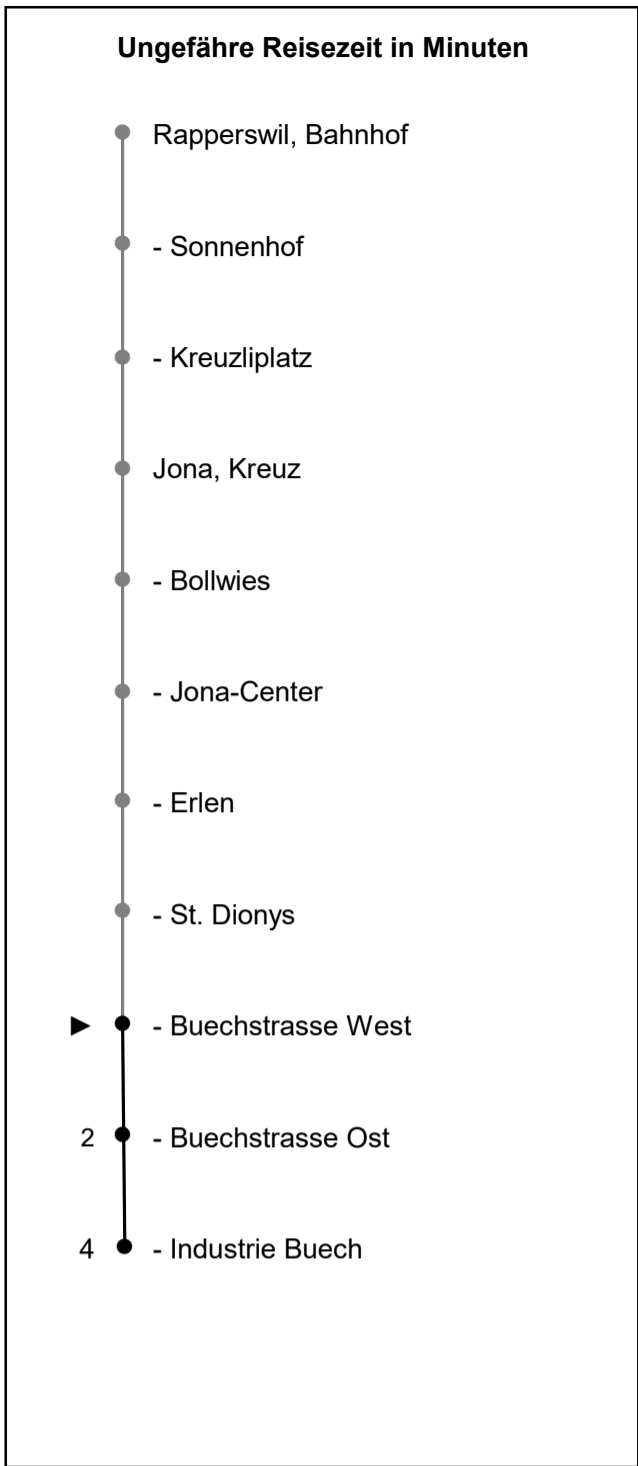 Ungefähre Reisezeit in Minuten
Rapperswil, Bahnhof
- Sonnenhof
- Kreuzliplatz
Jona, Kreuz
- Bollwies
- Jona-Center
- Erlen
- St. Dionys
► - Buechstrasse West
2 - Buechstrasse Ost
4 - Industrie Buech